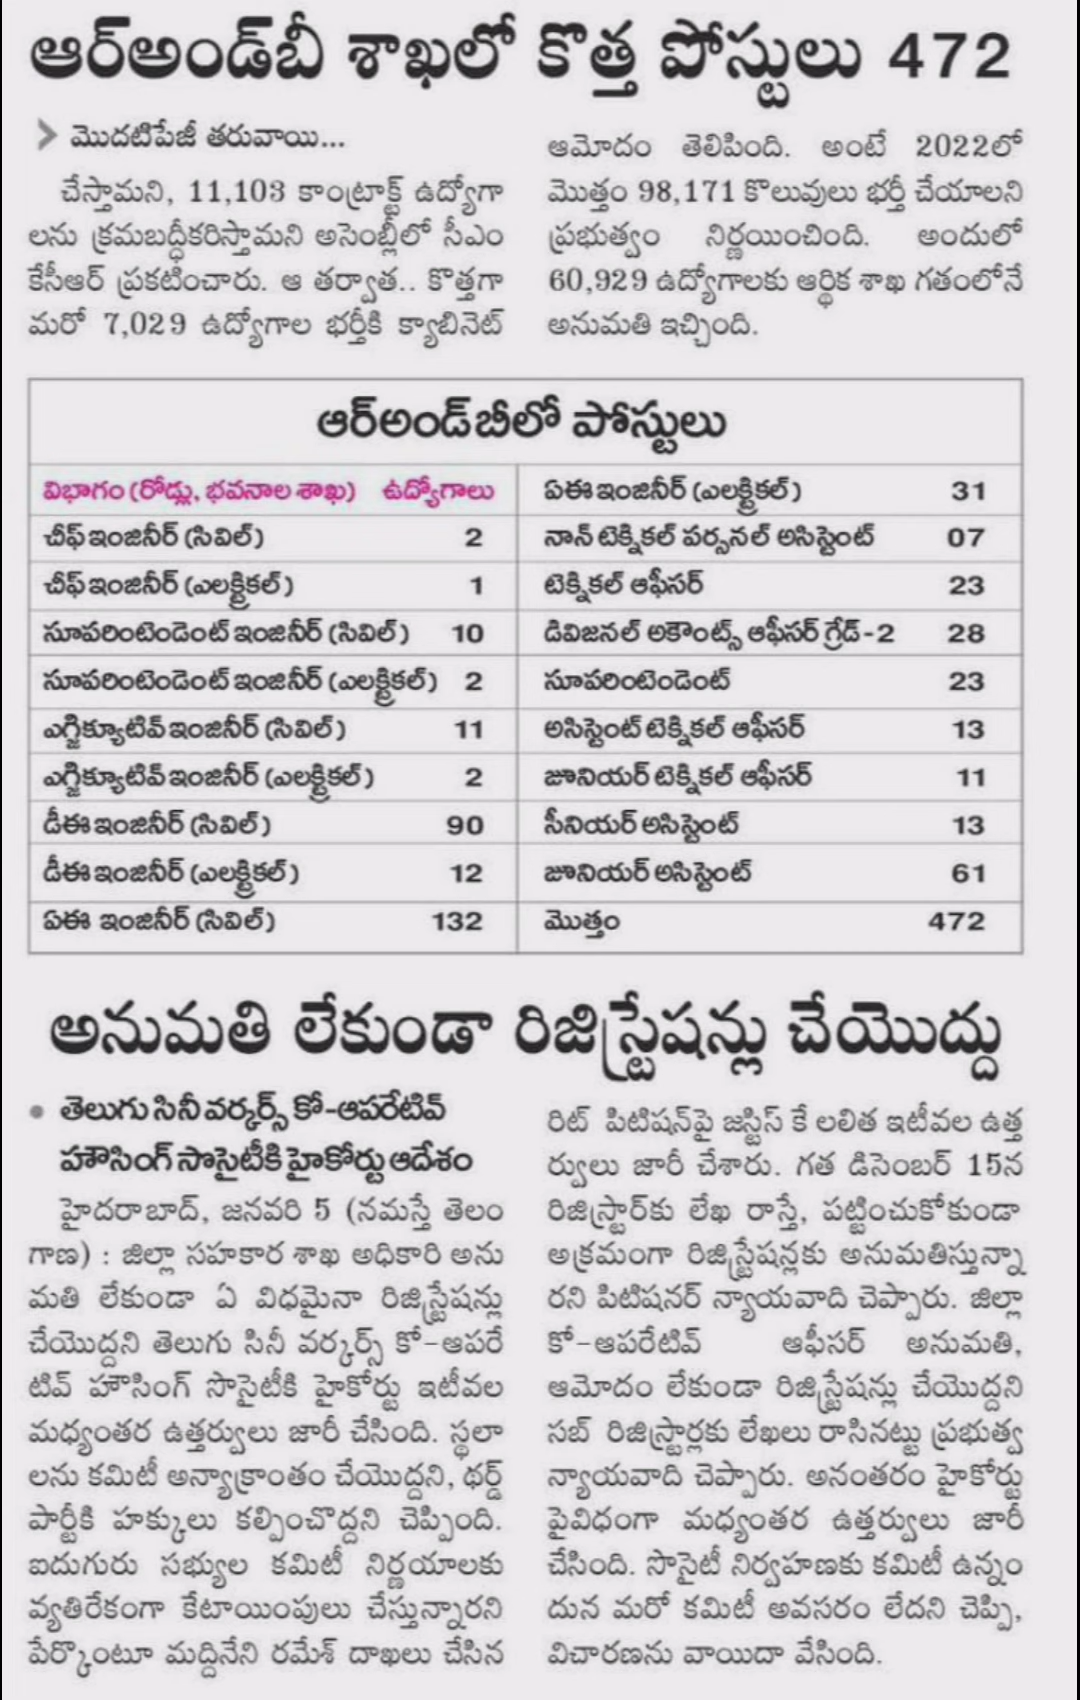 ఆర్అండ్‌బీ శాఖలో కొత్త పోస్టులు 472
మొదటిపేజీ తరువాయి...
చేస్తామని, 11,103 కాంట్రాక్ట్ ఉద్యోగా
లను క్రమబద్ధీకరిస్తామని అసెంబ్లీలో సీఎం
కేసీఆర్ ప్రకటించారు. ఆ తర్వాత.. కొత్తగా
మరో 7,029 ఉద్యోగాల భర్తీకి క్యాబినెట్
ఆమోదం తెలిపింది. అంటే 2022లో
మొత్తం 98,171 కొలువులు భర్తీ చేయాలని
ప్రభుత్వం నిర్ణయించింది. అందులో
60,929 ఉద్యోగాలకు ఆర్థిక శాఖ గతంలోనే
అనుమతి ఇచ్చింది.
ఆర్అండ్‌బీలో పోస్టులు
విభాగం (రోడ్లు, భవనాల శాఖ) ఉద్యోగాలు
చీఫ్ ఇంజినీర్ (సివిల్) 2
చీఫ్ ఇంజినీర్ (ఎలక్ట్రికల్) 1
సూపరింటెండెంట్ ఇంజినీర్ (సివిల్) 10
సూపరింటెండెంట్ ఇంజినీర్ (ఎలక్ట్రికల్) 2
ఎగ్జిక్యూటివ్ ఇంజినీర్ (సివిల్) 11
ఎగ్జిక్యూటివ్ ఇంజినీర్ (ఎలక్ట్రికల్) 2
డీఈ ఇంజినీర్ (సివిల్) 90
డీఈ ఇంజినీర్ (ఎలక్ట్రికల్) 12
ఏఈ ఇంజినీర్ (సివిల్) 132
ఏఈ ఇంజినీర్ (ఎలక్ట్రికల్) 31
నాన్ టెక్నికల్ పర్సనల్ అసిస్టెంట్ 07
టెక్నికల్ ఆఫీసర్ 23
డివిజనల్ అకౌంట్స్ ఆఫీసర్ గ్రేడ్-2 28
సూపరింటెండెంట్ 23
అసిస్టెంట్ టెక్నికల్ ఆఫీసర్ 13
జూనియర్ టెక్నికల్ ఆఫీసర్ 11
సీనియర్ అసిస్టెంట్ 13
జూనియర్ అసిస్టెంట్ 61
మొత్తం 472
అనుమతి లేకుండా రిజిస్ట్రేషన్లు చేయొద్దు
• తెలుగు సినీ వర్కర్స్ కో-ఆపరేటివ్
హౌసింగ్ సొసైటీకి హైకోర్టు ఆదేశం
హైదరాబాద్, జనవరి 5 (నమస్తే తెలం
గాణ) : జిల్లా సహకార శాఖ అధికారి అను
మతి లేకుండా ఏ విధమైనా రిజిస్ట్రేషన్లు
చేయొద్దని తెలుగు సినీ వర్కర్స్ కో-ఆపరే
టివ్ హౌసింగ్ సొసైటీకి హైకోర్టు ఇటీవల
మధ్యంతర ఉత్తర్వులు జారీ చేసింది. స్థలా
లను కమిటీ అన్యాక్రాంతం చేయొద్దని, థర్డ్
పార్టీకి హక్కులు కల్పించొద్దని చెప్పింది.
ఐదుగురు సభ్యుల కమిటీ నిర్ణయాలకు
వ్యతిరేకంగా కేటాయింపులు చేస్తున్నారని
పేర్కొంటూ మద్దినేని రమేశ్ దాఖలు చేసిన
రిట్ పిటిషన్‌పై జస్టిస్ కే లలిత ఇటీవల ఉత్త
ర్వులు జారీ చేశారు. గత డిసెంబర్ 15న
రిజిస్ట్రార్‌కు లేఖ రాస్తే, పట్టించుకోకుండా
అక్రమంగా రిజిస్ట్రేషన్లకు అనుమతిస్తున్నా
రని పిటిషనర్ న్యాయవాది చెప్పారు. జిల్లా
కో-ఆపరేటివ్ ఆఫీసర్ అనుమతి,
ఆమోదం లేకుండా రిజిస్ట్రేషన్లు చేయొద్దని
సబ్ రిజిస్ట్రార్లకు లేఖలు రాసినట్టు ప్రభుత్వ
న్యాయవాది చెప్పారు. అనంతరం హైకోర్టు
పైవిధంగా మధ్యంతర ఉత్తర్వులు జారీ
చేసింది. సొసైటీ నిర్వహణకు కమిటీ ఉన్నం
దున మరో కమిటీ అవసరం లేదని చెప్పి,
విచారణను వాయిదా వేసింది.